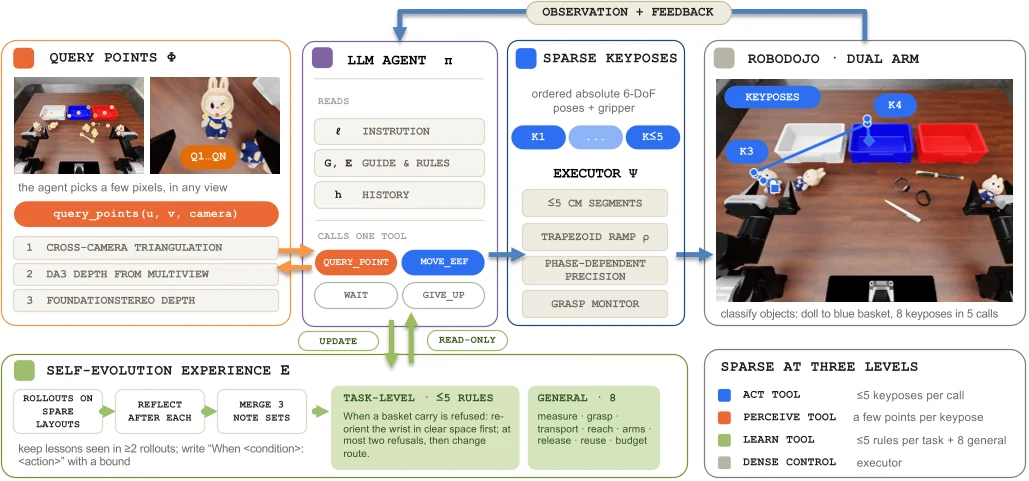 OBSERVATION + FEEDBACK
QUERY POINTS Φ
Q1...QN
the agent picks a few pixels, in any view
query_points(u, v, camera)
1 CROSS-CAMERA TRIANGULATION
2 DA3 DEPTH FROM MULTIVIEW
3 FOUNDATIONSTEREO DEPTH
LLM AGENT π
READS
ℓ INSTRUTION
G, E GUIDE & RULES
h HISTORY
CALLS ONE TOOL
QUERY_POINT
MOVE_EEF
WAIT
GIVE_UP
SPARSE KEYPOSES
ordered absolute 6-DoF
poses + gripper
K1
...
K≤5
EXECUTOR Ψ
≤5 CM SEGMENTS
TRAPEZOID RAMP ρ
PHASE-DEPENDENT
PRECISION
GRASP MONITOR
ROBODOJO · DUAL ARM
KEYPOSES
K4
K3
classify objects: doll to blue basket, 8 keyposes in 5 calls
UPDATE
READ-ONLY
SELF-EVOLUTION EXPERIENCE E
ROLLOUTS ON
SPARE
LAYOUTS
REFLECT
AFTER EACH
MERGE 3
NOTE SETS
keep lessons seen in ≥2 rollouts; write “When <condition>:
<action>” with a bound
TASK-LEVEL · ≤5 RULES
When a basket carry is refused: re-
orient the wrist in clear space first; at
most two refusals, then change
route.
GENERAL · 8
measure · grasp ·
transport · reach · arms ·
release · reuse · budget
SPARSE AT THREE LEVELS
ACT TOOL ≤5 keyposes per call
PERCEIVE TOOL a few points per keypose
LEARN TOOL ≤5 rules per task + 8 general
DENSE CONTROL executor